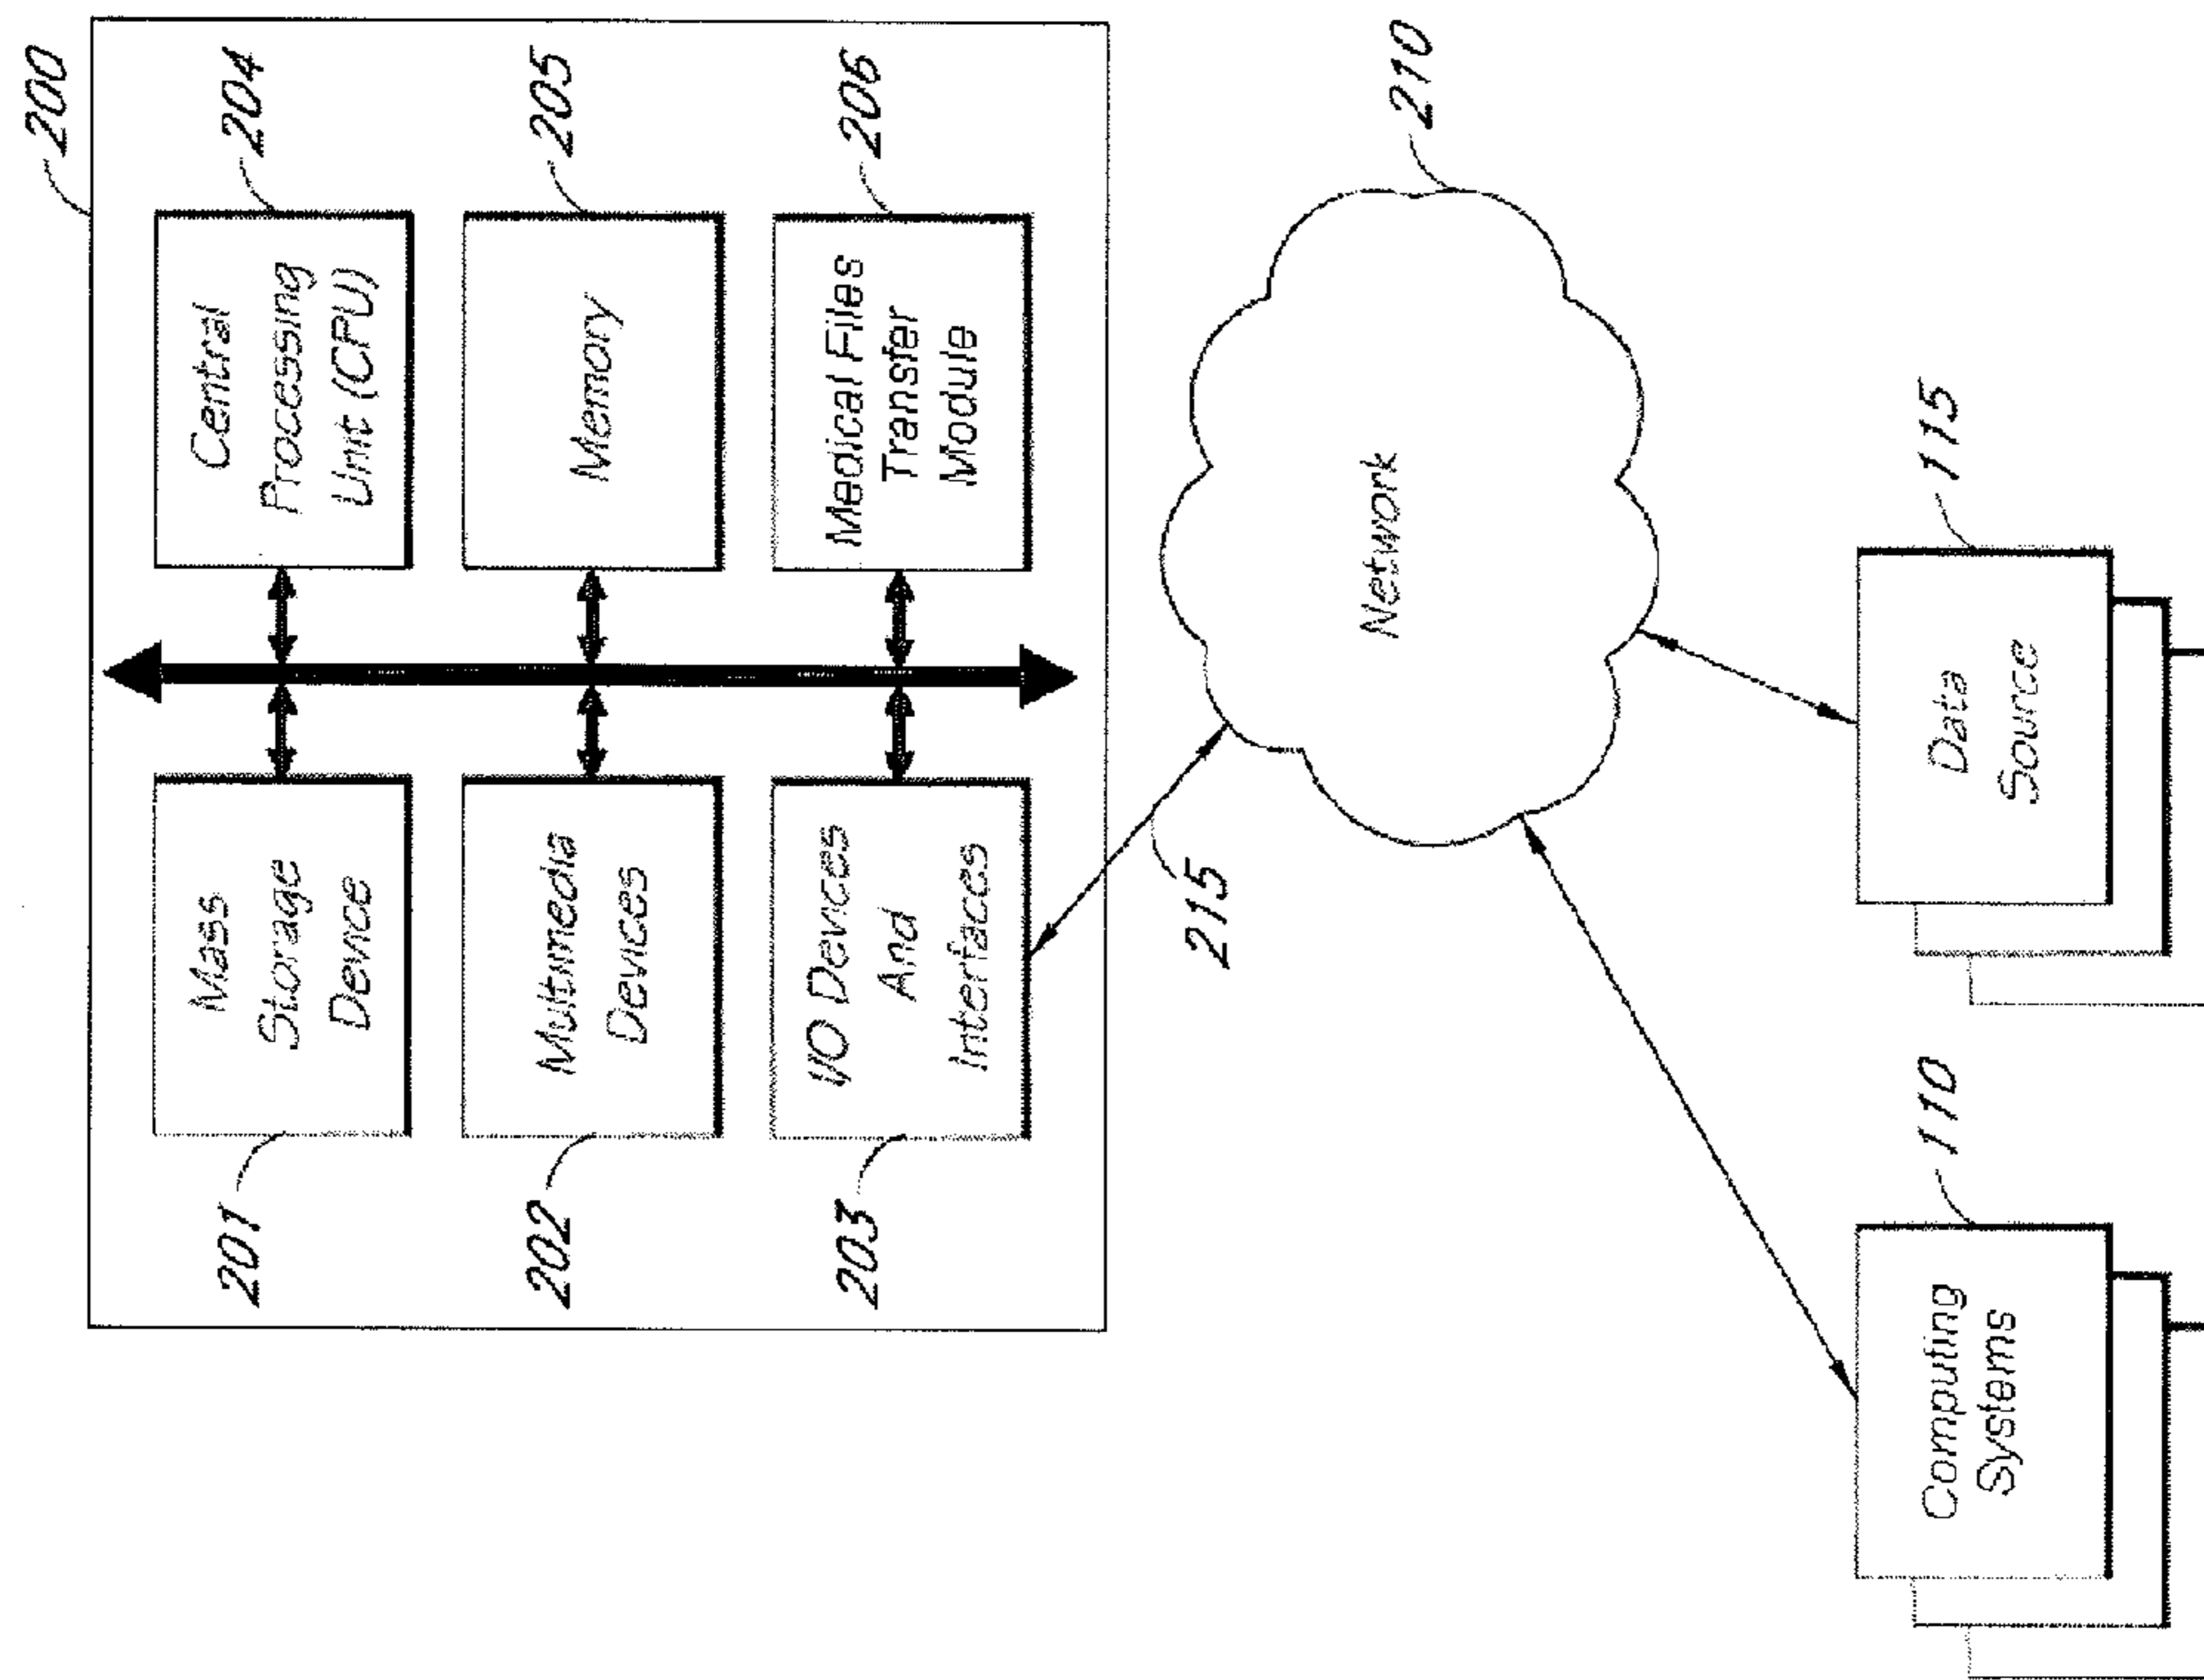 200
201
Mass
Storage
Device
Central
Processing
Unit (CPU)
204
202
Multimedia
Devices
Memory
205
203
I/O Devices
And
Interfaces
Medical Files
Transfer
Module
206
215
Network
210
Computing
Systems
110
Data
Source
115